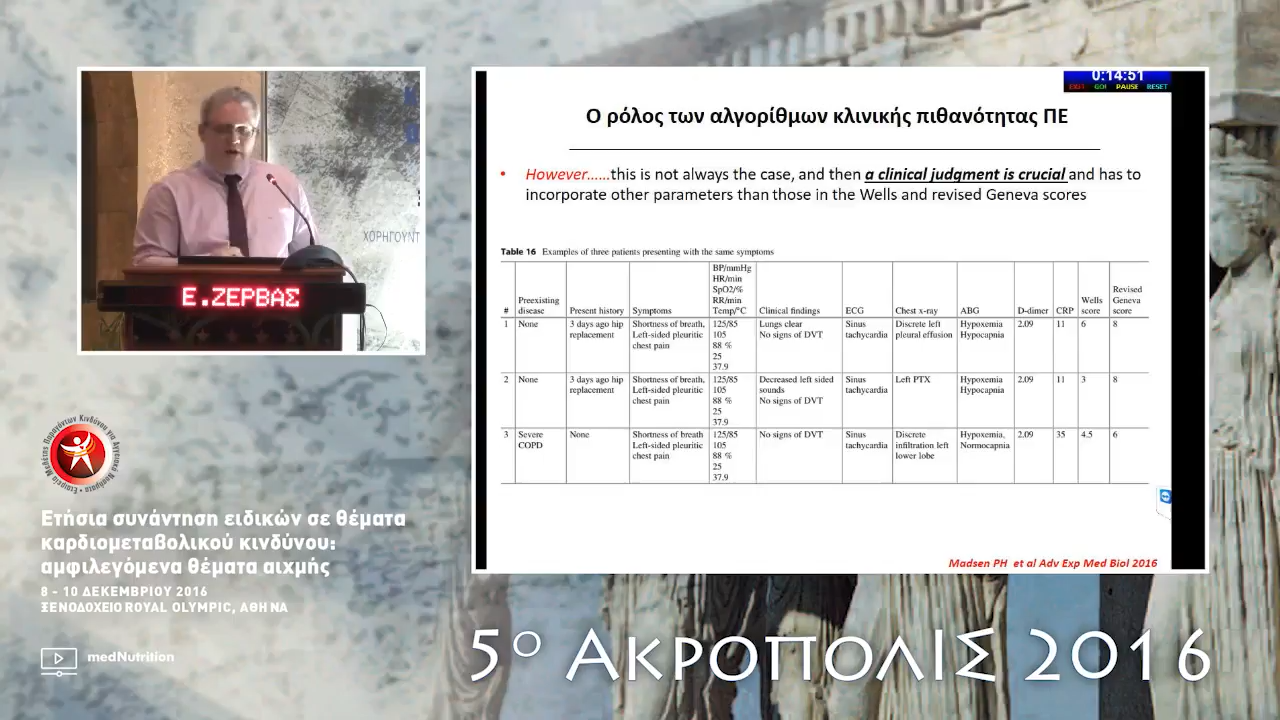 0:14:51
EXIT GO! PAUSE RESET
Ο ρόλος των αλγορίθμων κλινικής πιθανότητας ΠΕ
• However……this is not always the case, and then a clinical judgment is crucial and has to
incorporate other parameters than those in the Wells and revised Geneva scores
Table 16 Examples of three patients presenting with the same symptoms
# Preexisting disease Present history Symptoms BP/mmHg HR/min SpO2/% RR/min Temp/°C Clinical findings ECG Chest x-ray ABG D-dimer CRP Wells score Revised Geneva score
1 None 3 days ago hip replacement Shortness of breath, Left-sided pleuritic chest pain 125/85 105 88 % 25 37.9 Lungs clear No signs of DVT Sinus tachycardia Discrete left pleural effusion Hypoxemia Hypocapnia 2.09 11 6 8
2 None 3 days ago hip replacement Shortness of breath, Left-sided pleuritic chest pain 125/85 105 88 % 25 37.9 Decreased left sided sounds No signs of DVT Sinus tachycardia Left PTX Hypoxemia Hypocapnia 2.09 11 3 8
3 Severe COPD None Shortness of breath Left-sided pleuritic chest pain 125/85 105 88 % 25 37.9 No signs of DVT Sinus tachycardia Discrete infiltration left lower lobe Hypoxemia, Normocapnia 2.09 35 4.5 6
Madsen PH et al Adv Exp Med Biol 2016
ΧΟΡΗΓΟΥΝΤ
Ε.ΖΕΡΒΑΣ
Εταιρεία Μελέτης Παραγόντων Κινδύνου για Αγγειακά Νοσήματα
Ετήσια συνάντηση ειδικών σε θέματα
καρδιομεταβολικού κινδύνου:
αμφιλεγόμενα θέματα αιχμής
8 - 10 ΔΕΚΕΜΒΡΙΟΥ 2016
ΞΕΝΟΔΟΧΕΙΟ ROYAL OLYMPIC, ΑΘΗΝΑ
medNutrition
5ο ΑΚΡΟΠΟΛΙΣ 2016